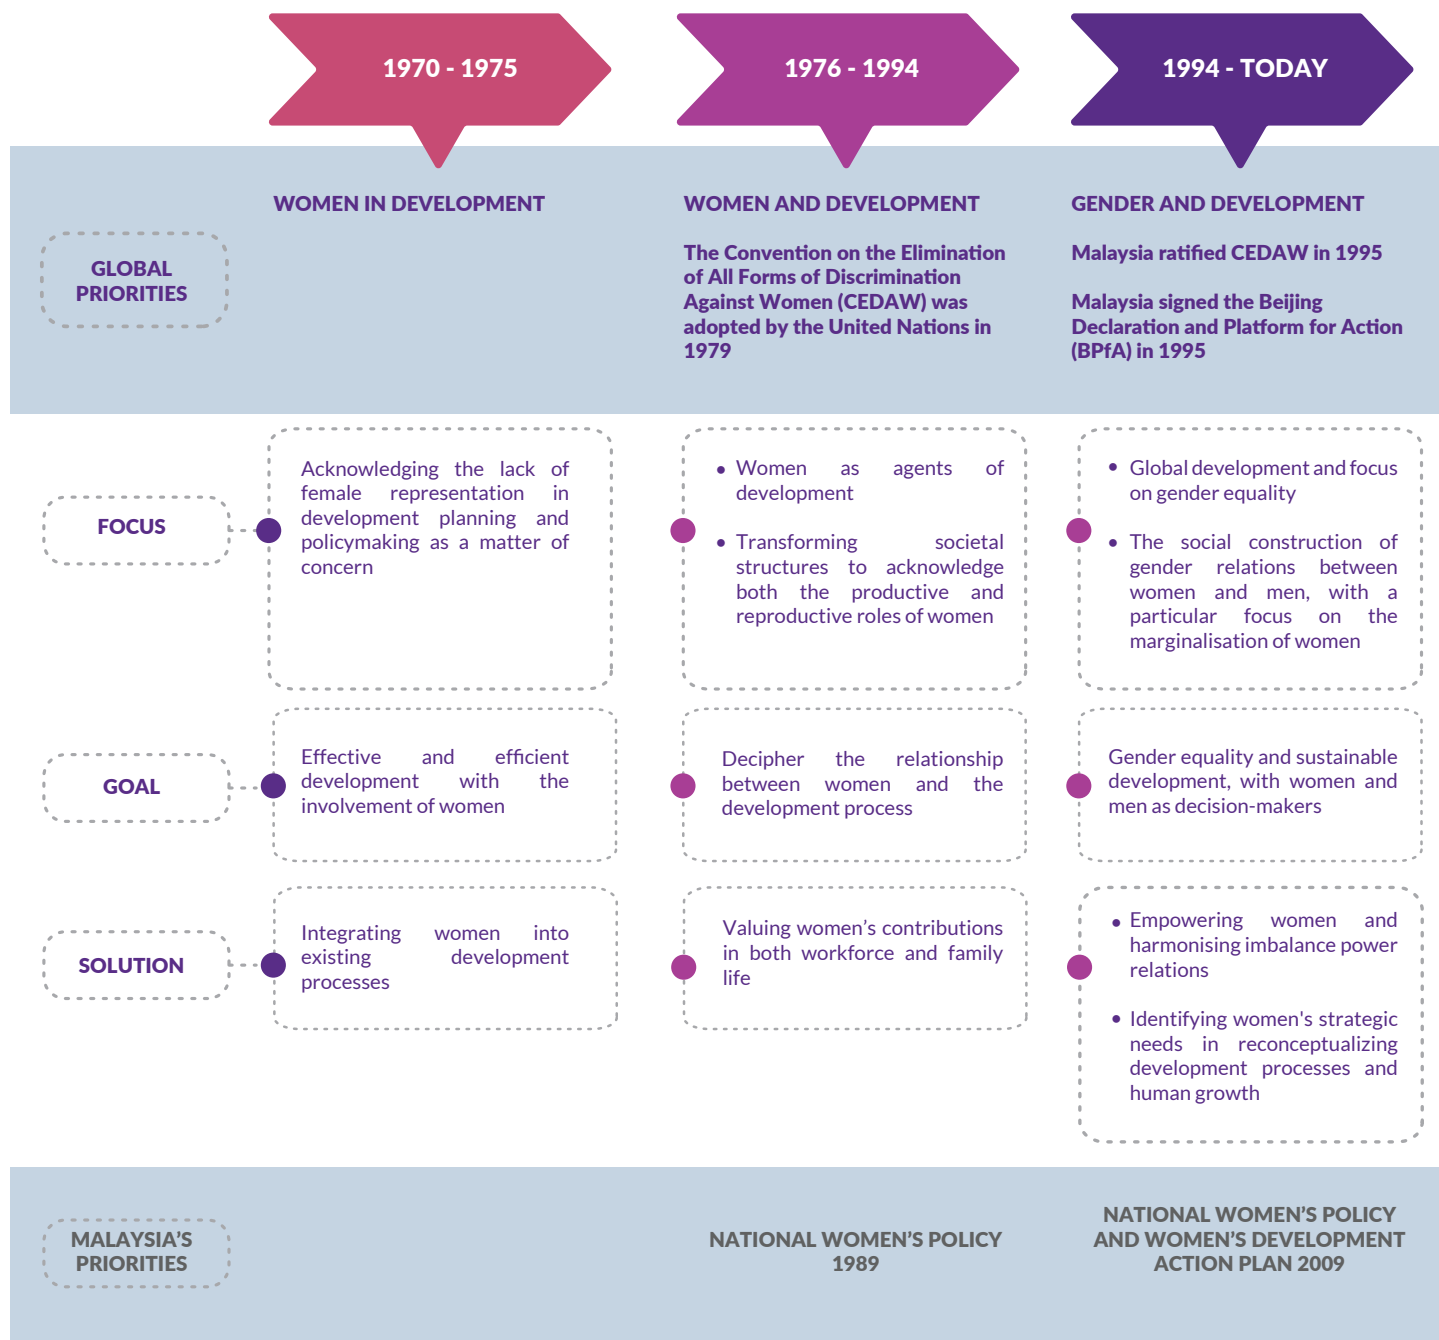 1970 - 1975
1976 - 1994
1994 - TODAY
GLOBAL
PRIORITIES
WOMEN IN DEVELOPMENT
WOMEN AND DEVELOPMENT
The Convention on the Elimination
of All Forms of Discrimination
Against Women (CEDAW) was
adopted by the United Nations in
1979
GENDER AND DEVELOPMENT
Malaysia ratified CEDAW in 1995
Malaysia signed the Beijing
Declaration and Platform for Action
(BPfA) in 1995
FOCUS
Acknowledging the lack of
female representation in
development planning and
policymaking as a matter of
concern
• Women as agents of
development
• Transforming societal
structures to acknowledge
both the productive and
reproductive roles of women
• Global development and focus
on gender equality
• The social construction of
gender relations between
women and men, with a
particular focus on the
marginalisation of women
GOAL
Effective and efficient
development with the
involvement of women
Decipher the relationship
between women and the
development process
Gender equality and sustainable
development, with women and
men as decision-makers
SOLUTION
Integrating women into
existing development
processes
Valuing women’s contributions
in both workforce and family
life
• Empowering women and
harmonising imbalance power
relations
• Identifying women's strategic
needs in reconceptualizing
development processes and
human growth
MALAYSIA’S
PRIORITIES
NATIONAL WOMEN’S POLICY
1989
NATIONAL WOMEN’S POLICY
AND WOMEN’S DEVELOPMENT
ACTION PLAN 2009